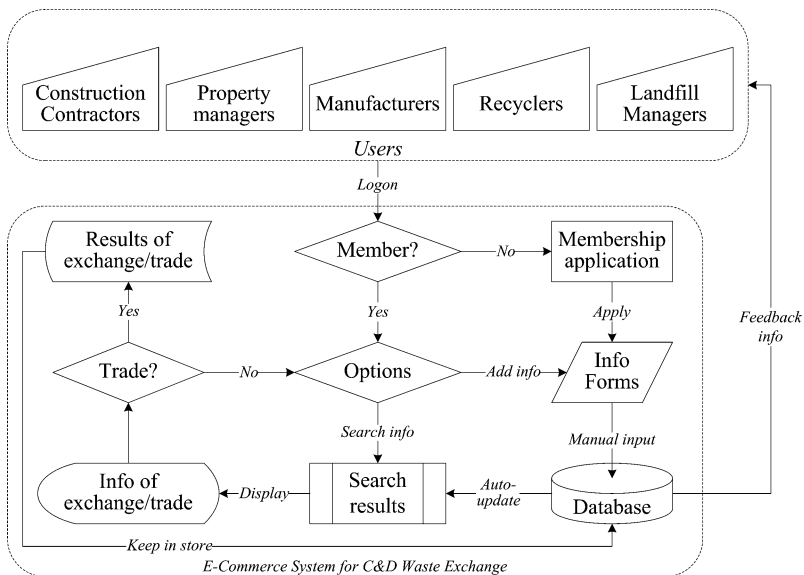 Construction
Contractors
Property
managers
Manufacturers
Recyclers
Landfill
Managers
Users
Logon
Results of
exchange/trade
Member?
No
Membership
application
Yes
Yes
Apply
Feedback
info
Trade?
No
Options
Add info
Info
Forms
Search info
Manual input
Info of
exchange/trade
Display
Search
results
Auto-
update
Database
Keep in store
E-Commerce System for C&D Waste Exchange